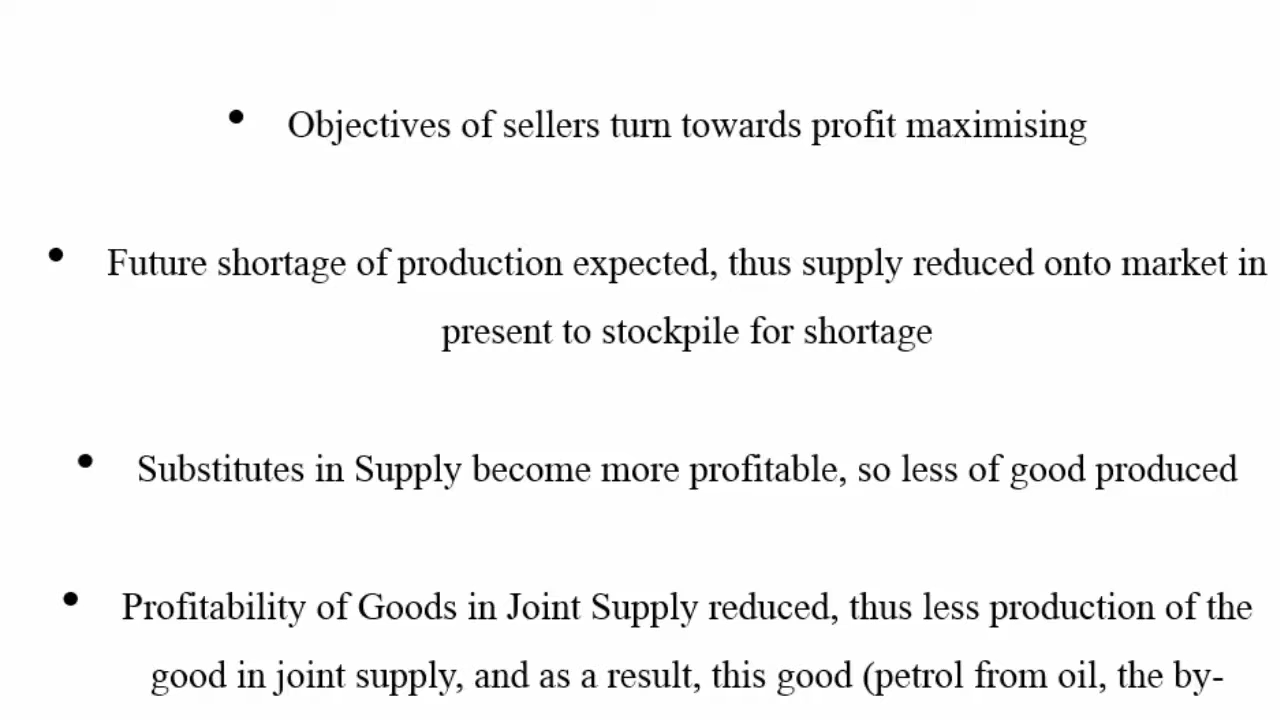 • Objectives of sellers turn towards profit maximising
• Future shortage of production expected, thus supply reduced onto market in
present to stockpile for shortage
• Substitutes in Supply become more profitable, so less of good produced
• Profitability of Goods in Joint Supply reduced, thus less production of the
good in joint supply, and as a result, this good (petrol from oil, the by-